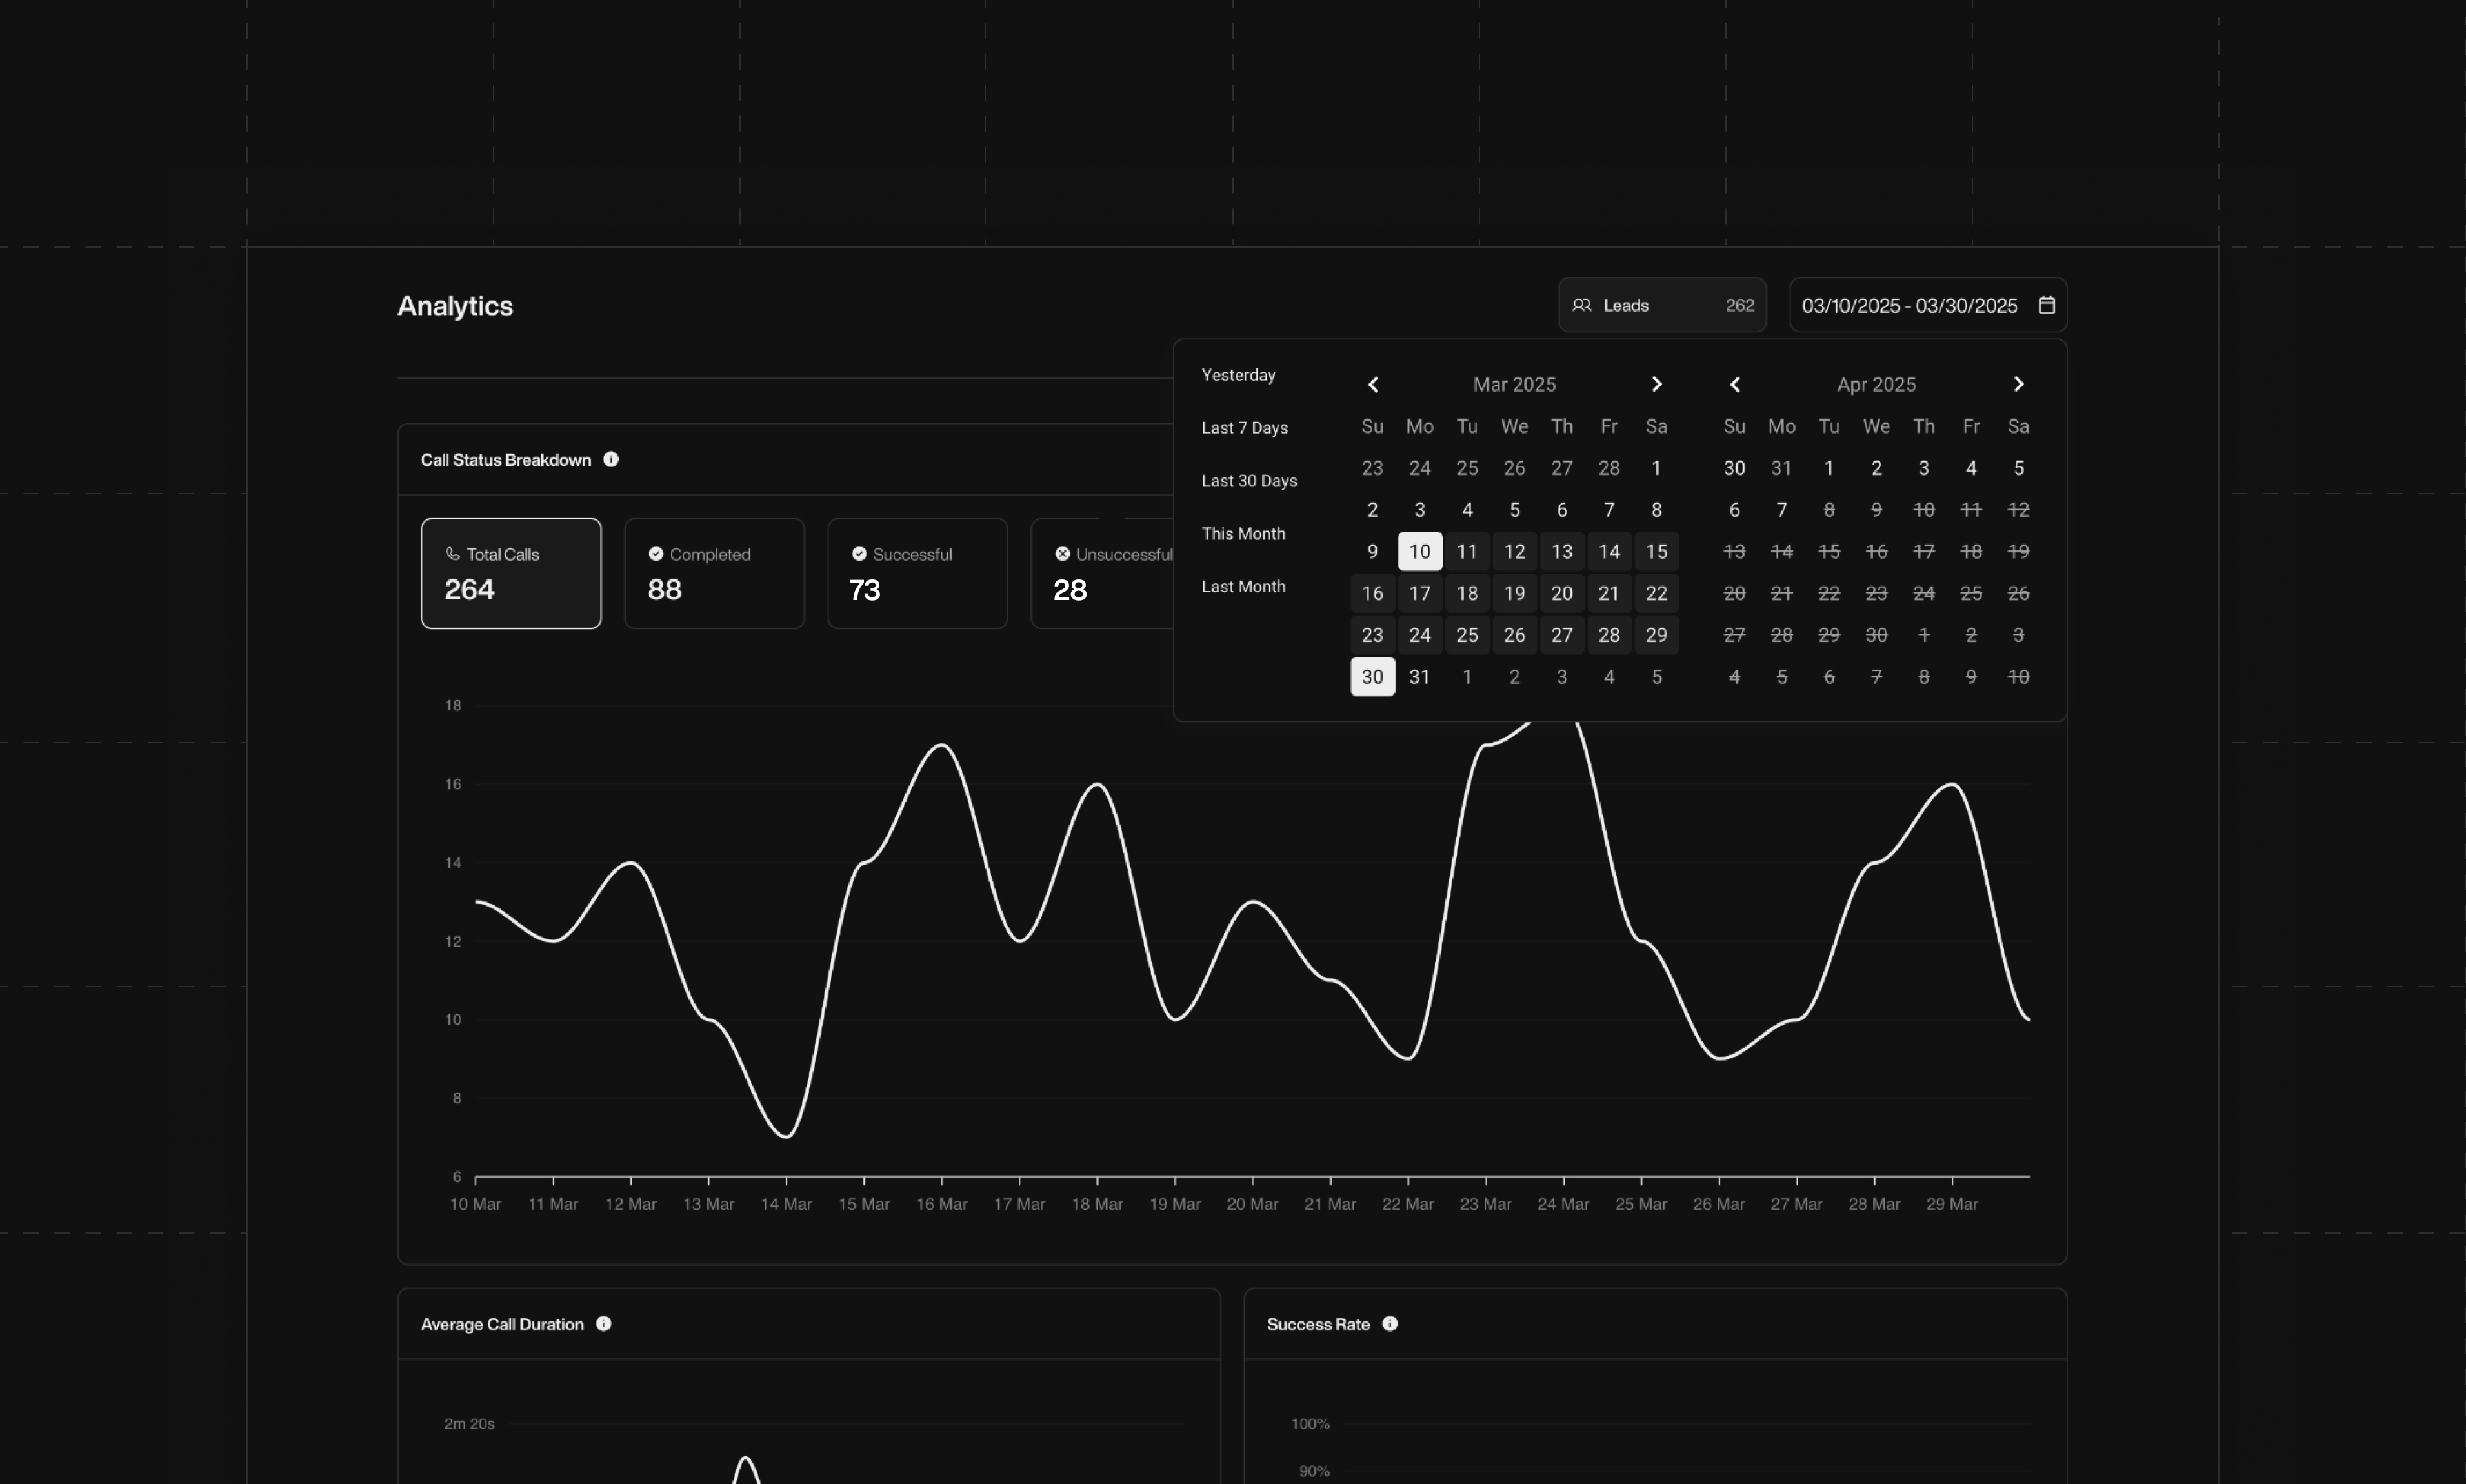 Analytics
Leads 262
03/10/2025 - 03/30/2025
Yesterday
Last 7 Days
Last 30 Days
This Month
Last Month
Mar 2025
Su Mo Tu We Th Fr Sa
23 24 25 26 27 28 1
2 3 4 5 6 7 8
9 10 11 12 13 14 15
16 17 18 19 20 21 22
23 24 25 26 27 28 29
30 31 1 2 3 4 5
Apr 2025
Su Mo Tu We Th Fr Sa
30 31 1 2 3 4 5
6 7 8 9 10 11 12
13 14 15 16 17 18 19
20 21 22 23 24 25 26
27 28 29 30 1 2 3
4 5 6 7 8 9 10
Call Status Breakdown
Total Calls
264
Completed
88
Successful
73
Unsuccessful
28
18
16
14
12
10
8
6
10 Mar 11 Mar 12 Mar 13 Mar 14 Mar 15 Mar 16 Mar 17 Mar 18 Mar 19 Mar 20 Mar 21 Mar 22 Mar 23 Mar 24 Mar 25 Mar 26 Mar 27 Mar 28 Mar 29 Mar
Average Call Duration
2m 20s
Success Rate
100%
90%